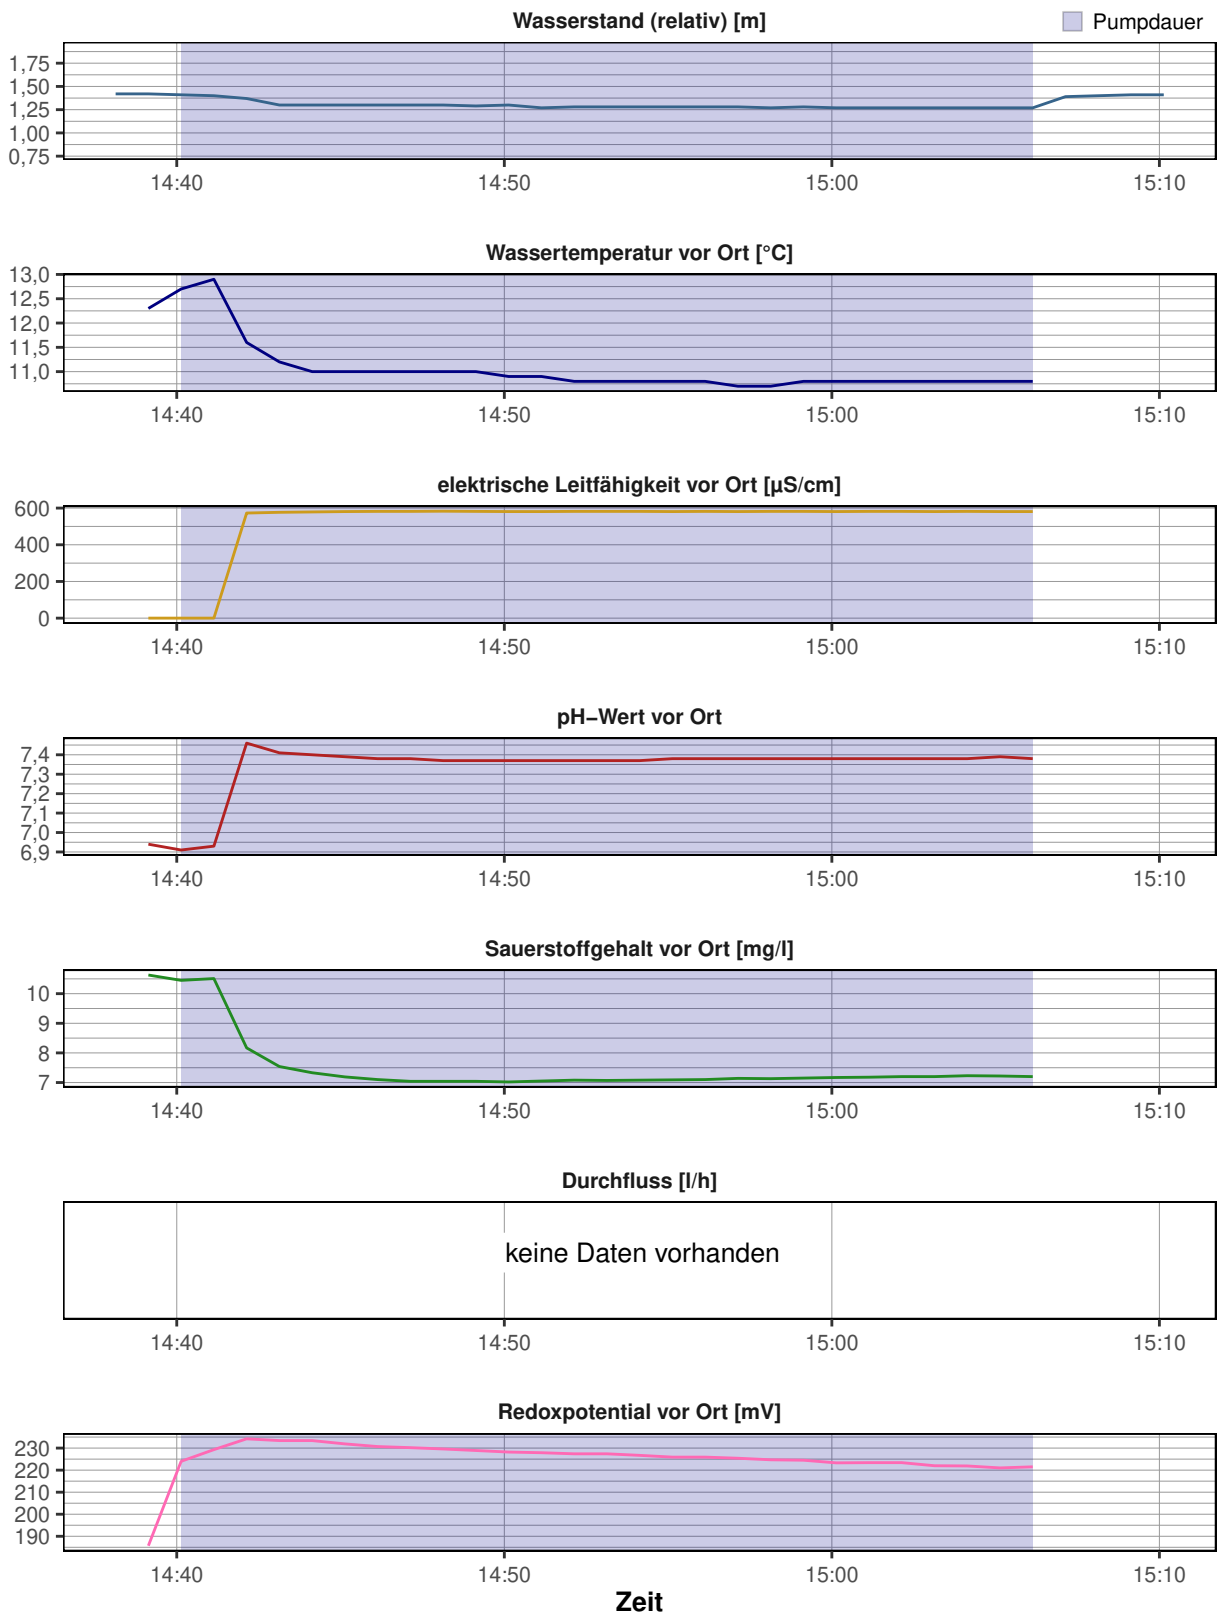 Wasserstand (relativ) [m]
Pumpdauer
1,75
1,50
1,25
1,00
0,75
14:40 14:50 15:00 15:10
Wassertemperatur vor Ort [°C]
13,0
12,5
12,0
11,5
11,0
14:40 14:50 15:00 15:10
elektrische Leitfähigkeit vor Ort [µS/cm]
600
400
200
0
14:40 14:50 15:00 15:10
pH−Wert vor Ort
7,4
7,3
7,2
7,1
7,0
6,9
14:40 14:50 15:00 15:10
Sauerstoffgehalt vor Ort [mg/l]
10
9
8
7
14:40 14:50 15:00 15:10
Durchfluss [l/h]
keine Daten vorhanden
14:40 14:50 15:00 15:10
Redoxpotential vor Ort [mV]
230
220
210
200
190
14:40 14:50 15:00 15:10
Zeit